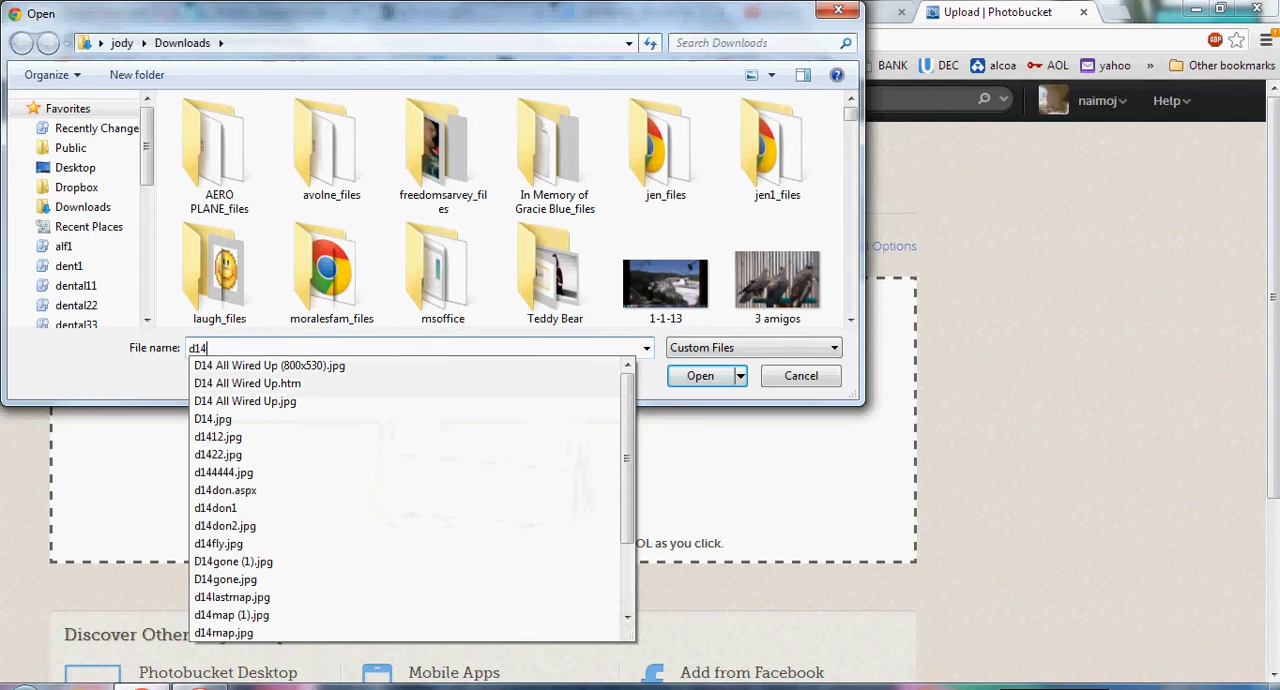 Open
Upload | Photobucket
jody
Downloads
Search Downloads
BANK
DEC
alcoa
AOL
yahoo
»
Other bookmarks
Organize
New folder
naimoj
Help
Favorites
Recently Change
Public
Desktop
Dropbox
Downloads
Recent Places
alf1
dent1
dental11
dental22
dental33
AERO
PLANE_files
avolne_files
freedomsarvey_fil
es
In Memory of
Gracie Blue_files
jen_files
jen1_files
laugh_files
moralesfam_files
msoffice
Teddy Bear
1-1-13
3 amigos
Options
File name:
d14
Custom Files
Open
Cancel
D14 All Wired Up (800x530).jpg
D14 All Wired Up.htm
D14 All Wired Up.jpg
D14.jpg
d1412.jpg
d1422.jpg
d144444.jpg
d14don.aspx
d14don1
d14don2.jpg
d14fly.jpg
D14gone (1).jpg
D14gone.jpg
d14lastmap.jpg
d14map (1).jpg
d14map.jpg
OL as you click.
Discover Other
Photobucket Desktop
Mobile Apps
Add from Facebook